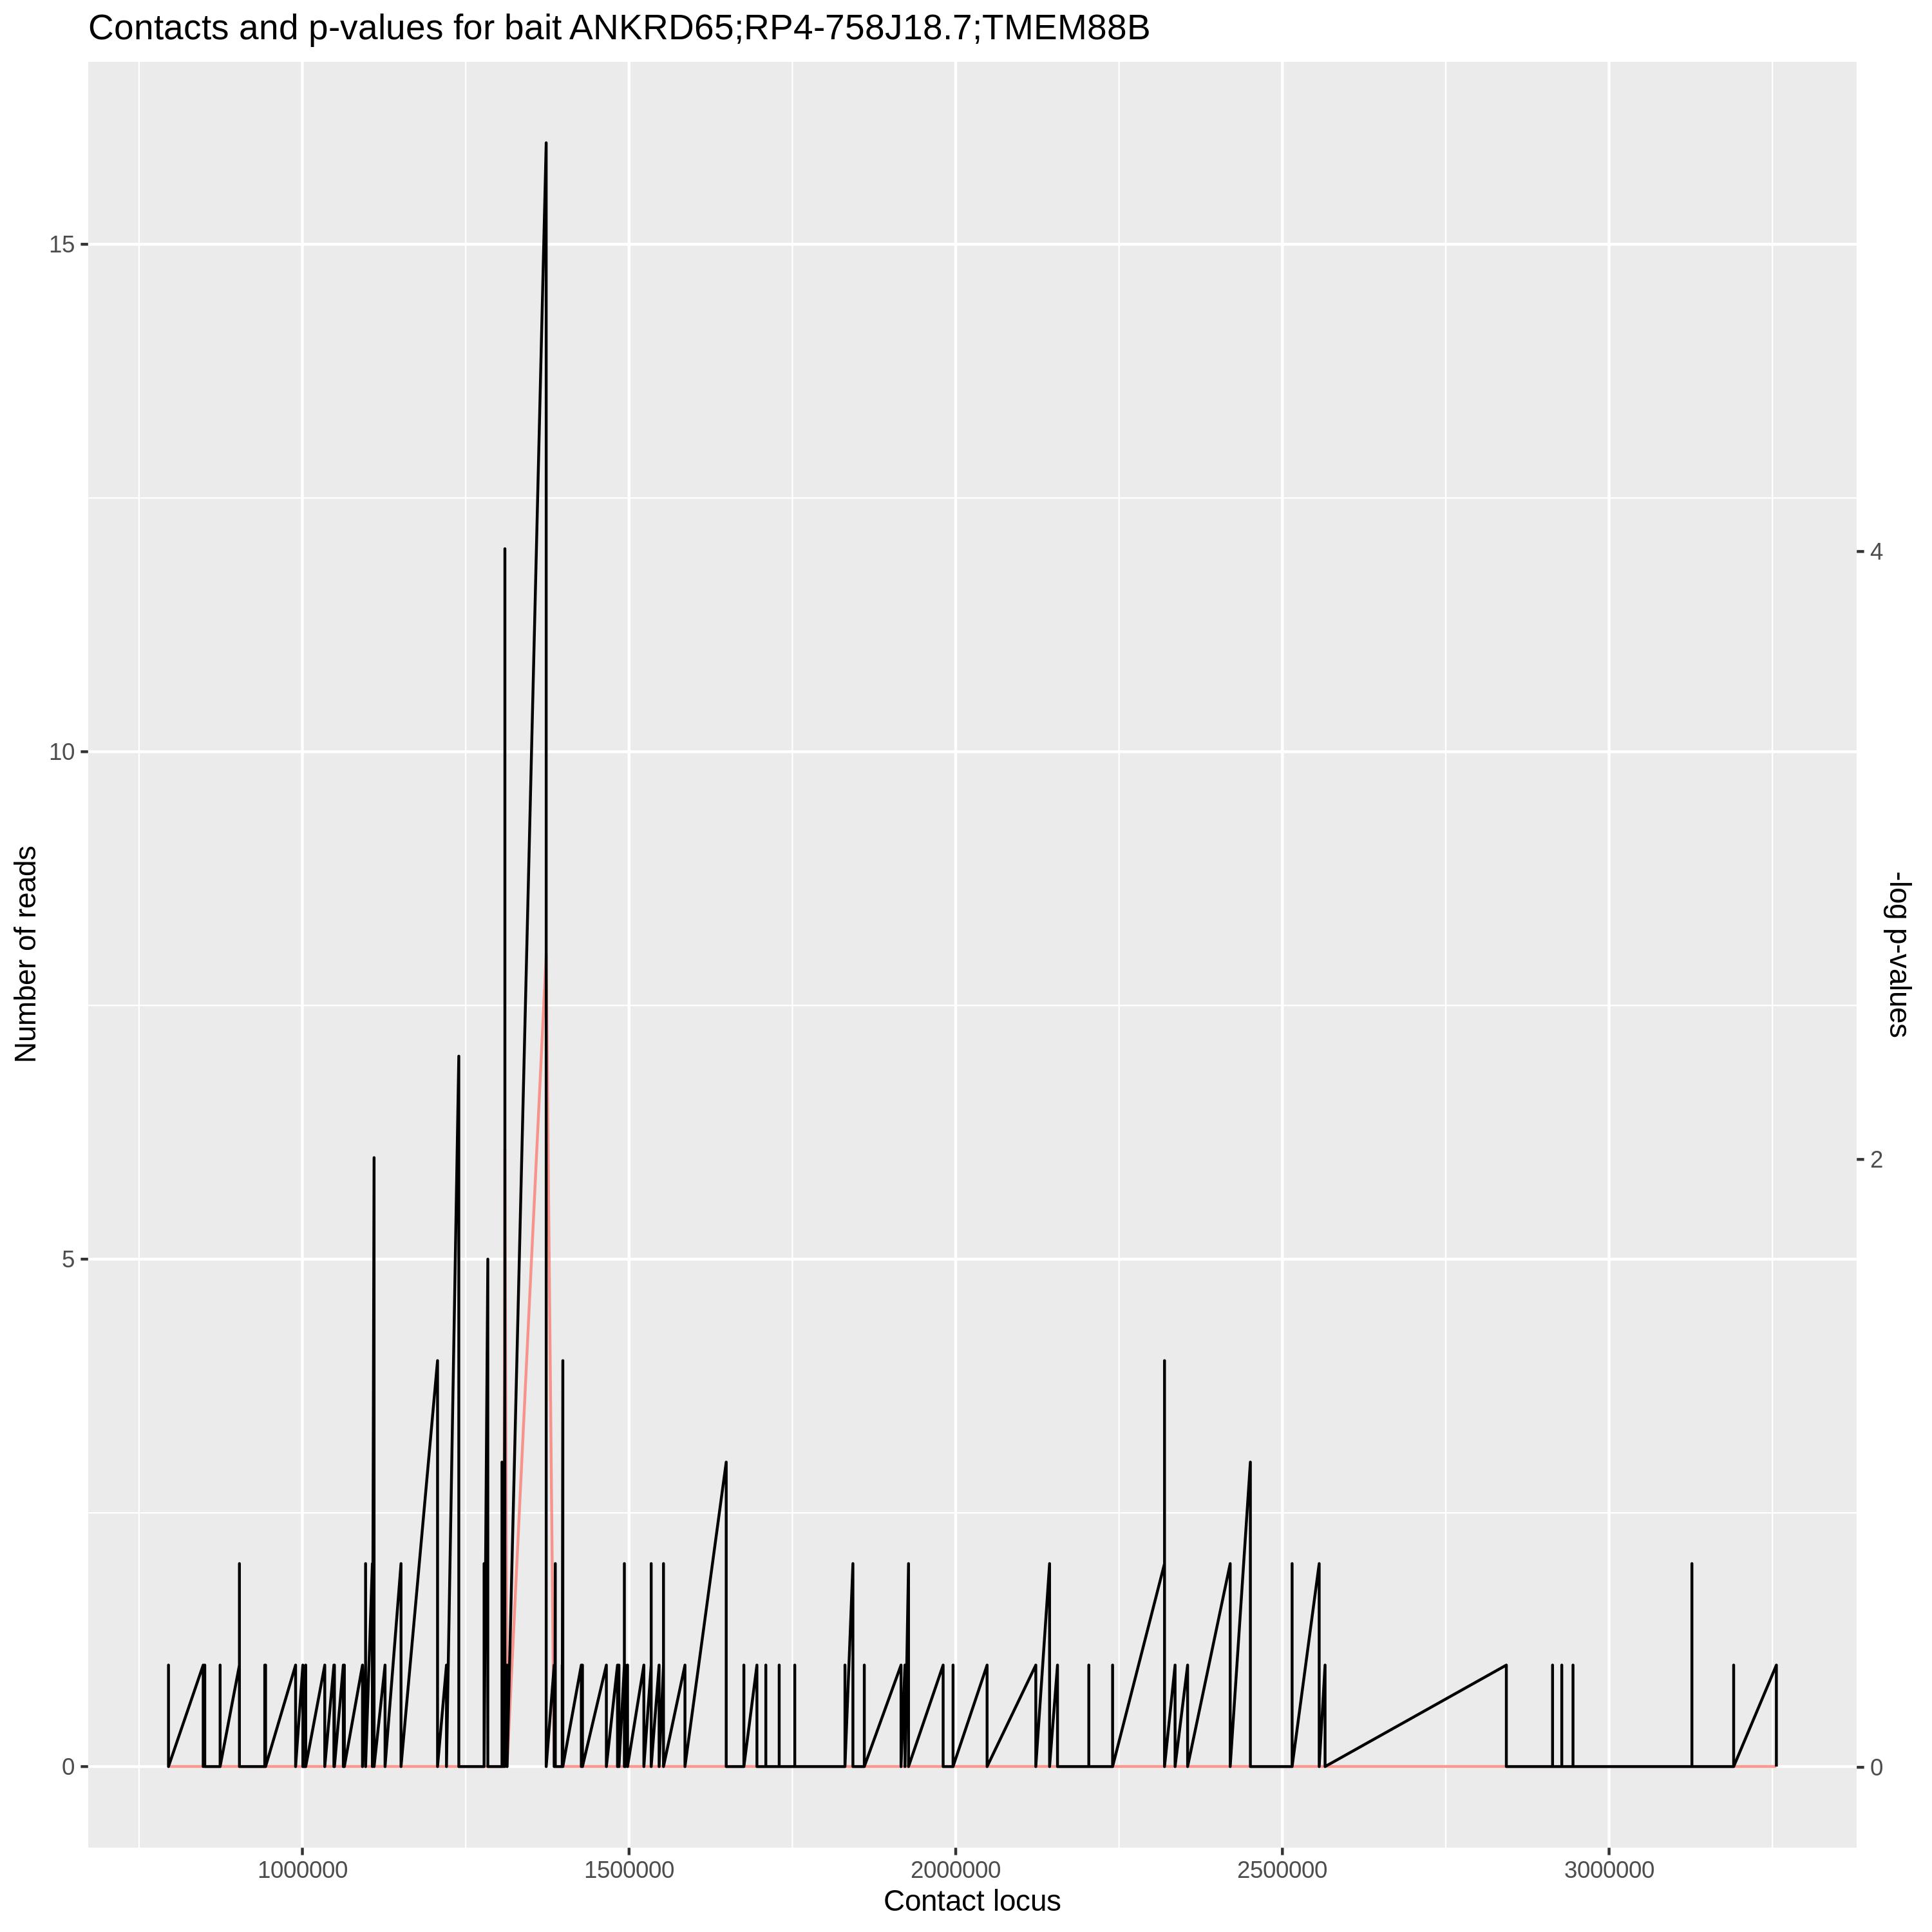 Contacts and p-values for bait ANKRD65;RP4-758J18.7;TMEM88B
15
10
5
0
4
2
0
Number of reads
-log p-values
1000000 1500000 2000000 2500000 3000000
Contact locus